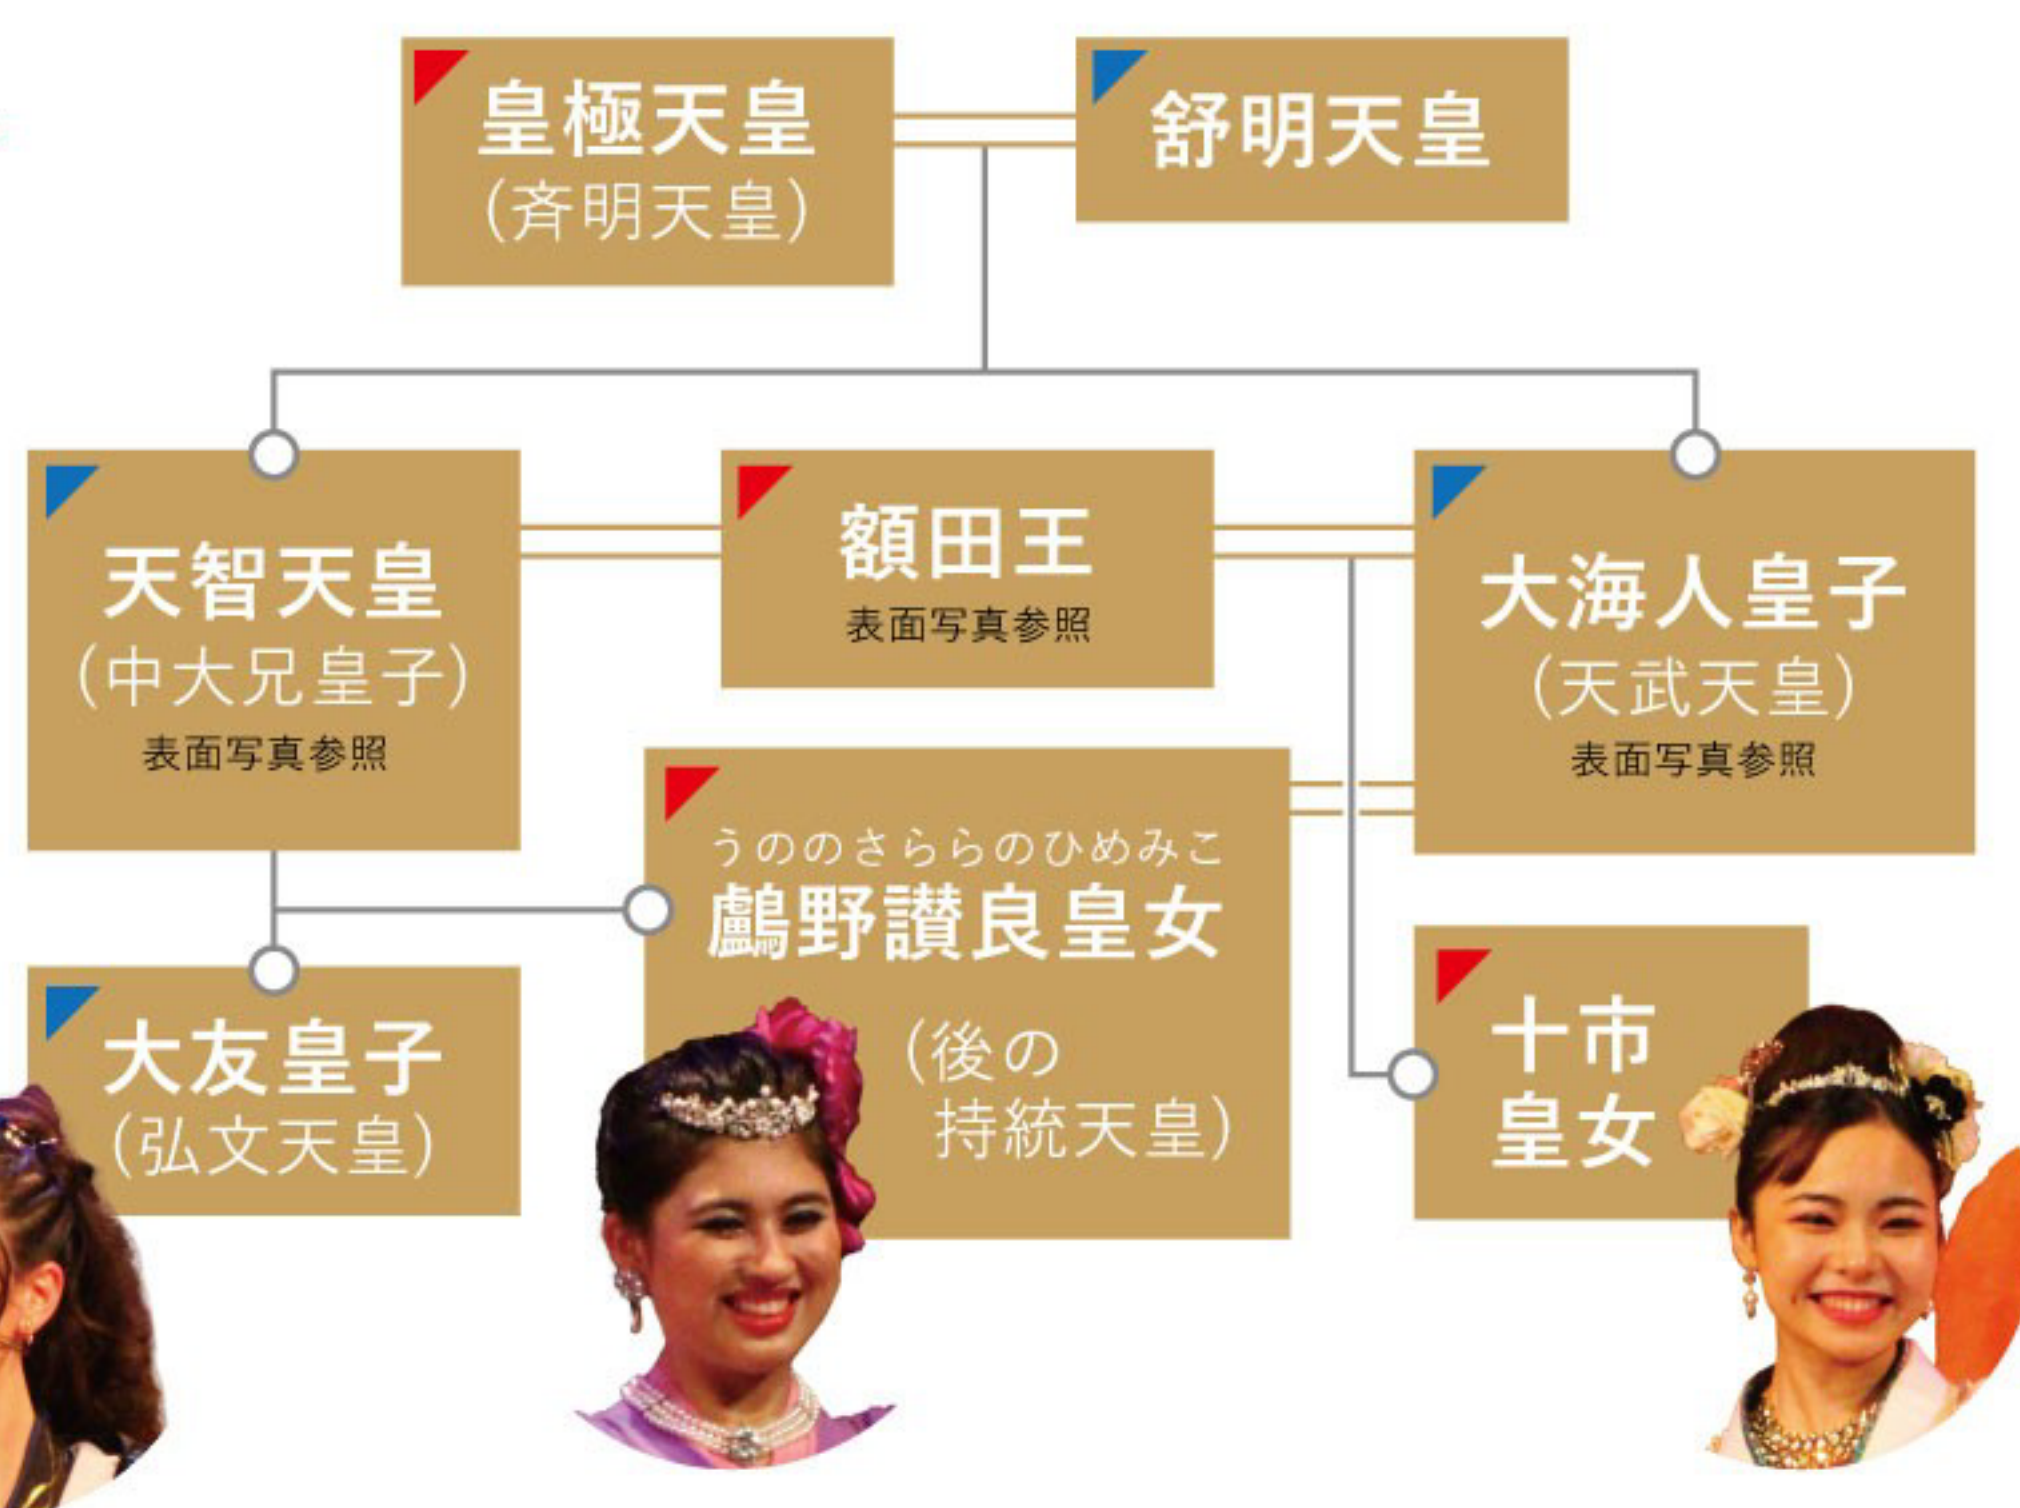 皇極天皇
（斉明天皇）
舒明天皇
天智天皇
（中大兄皇子）
表面写真参照
額田王
表面写真参照
大海人皇子
（天武天皇）
表面写真参照
うののさららのひめみこ
鸕野讃良皇女
（後の
持統天皇）
大友皇子
（弘文天皇）
十市
皇女